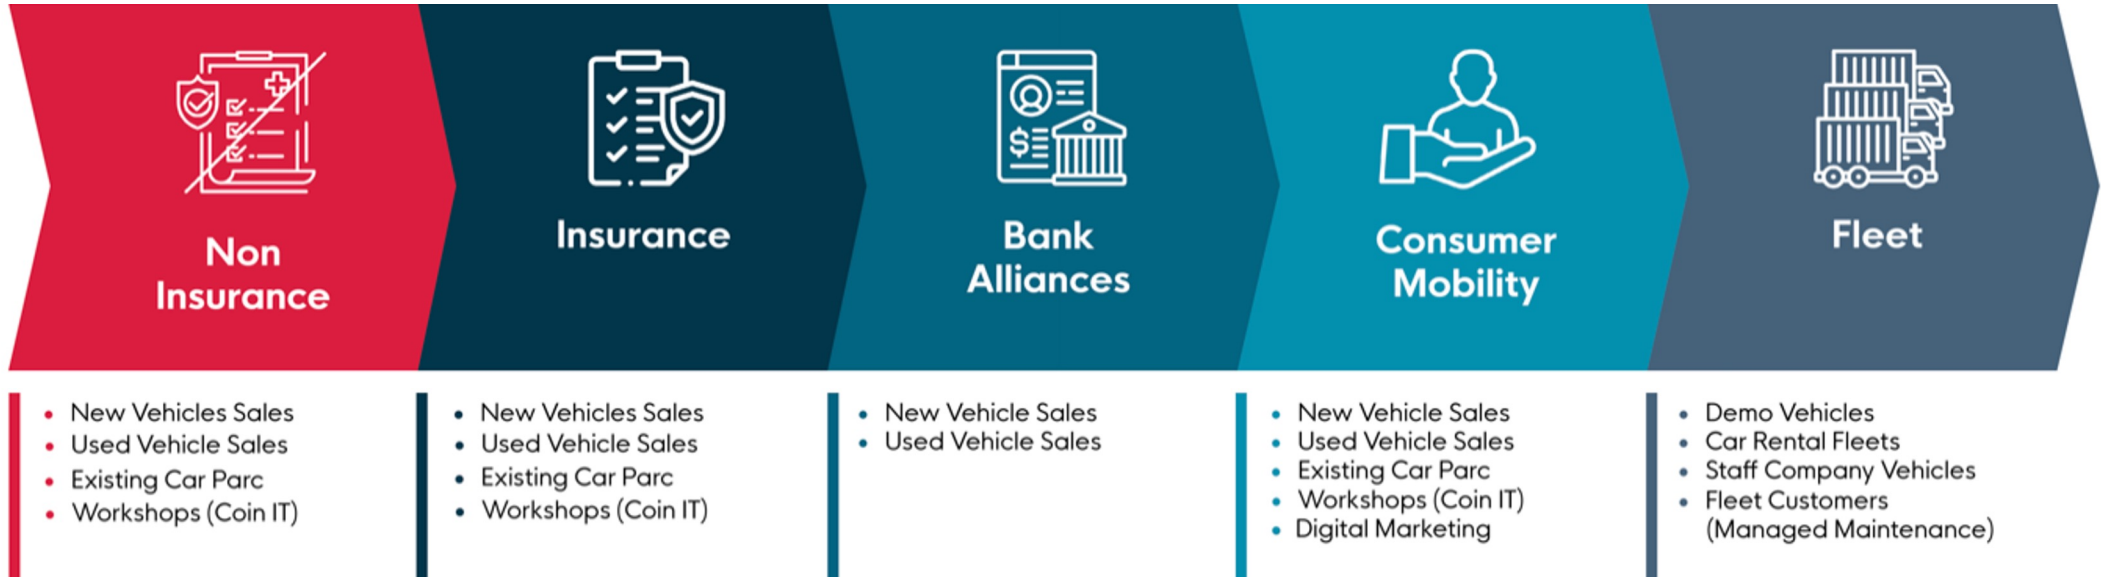 Non
Insurance
Insurance
Bank
Alliances
Consumer
Mobility
Fleet
• New Vehicles Sales
• Used Vehicle Sales
• Existing Car Parc
• Workshops (Coin IT)
• New Vehicles Sales
• Used Vehicle Sales
• Existing Car Parc
• Workshops (Coin IT)
• New Vehicle Sales
• Used Vehicle Sales
• New Vehicle Sales
• Used Vehicle Sales
• Existing Car Parc
• Workshops (Coin IT)
• Digital Marketing
• Demo Vehicles
• Car Rental Fleets
• Staff Company Vehicles
• Fleet Customers
(Managed Maintenance)